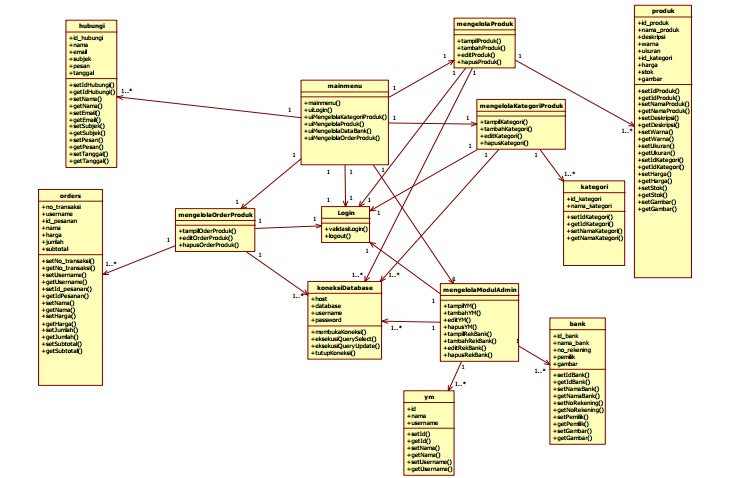 hubungi
+id_hubungi
+nama
+email
+subjek
+pesan
+tanggal
+setIdHubungi()
+getIdHubungi()
+setNama()
+getNama()
+setEmail()
+getEmail()
+setSubjek()
+getSubjek()
+setPesan()
+getPesan()
+setTanggal()
+getTanggal()
mengelolaProduk
+tampilProduk()
+tambahProduk()
+editProduk()
+hapusProduk()
produk
+id_produk
+nama_produk
+deskripsi
+warna
+ukuran
+id_kategori
+harga
+stok
+gambar
+setIdProduk()
+getIdProduk()
+setNamaProduk()
+getNamaProduk()
+setDeskripsi()
+getDeskripsi()
+setWarna()
+getWarna()
+setUkuran()
+getUkuran()
+setIdKategori()
+getIdKategori()
+setHarga()
+getHarga()
+setStok()
+getStok()
+setGambar()
+getGambar()
mainmenu
+mainmenu()
+uiLogin()
+uiMengelolaKategoriProduk()
+uiMengelolaProduk()
+uiMengelolaDataBank()
+uiMengelolaOrderProduk()
mengelolaKategoriProduk
+tampilKategori()
+tambahKategori()
+editKategori()
+hapusKategori()
kategori
+id_kategori
+nama_kategori
+setIdKategori()
+getIdKategori()
+setNamaKategori()
+getNamaKategori()
orders
+no_transaksi
+username
+id_pesanan
+nama
+harga
+jumlah
+subtotal
+setNo_transaksi()
+getNo_transaksi()
+setUsername()
+getUsername()
+setId_pesanan()
+getIdPesanan()
+setNama()
+getNama()
+setHarga()
+getHarga()
+setJumlah()
+getJumlah()
+setSubtotal()
+getSubtotal()
mengelolaOrderProduk
+tampilOderProduk()
+editOrderProduk()
+hapusOrderProduk()
Login
+validasiLogin()
+logout()
koneksiDatabase
+host
+database
+username
+password
+membukaKoneksi()
+eksekusiQuerySelect()
+eksekusiQueryUpdate()
+tutupKoneksi()
mengelolaModulAdmin
+tampilYM()
+tambahYM()
+editYM()
+hapusYM()
+tampilRekBank()
+tambahRekBank()
+editRekBank()
+hapusRekBank()
bank
+id_bank
+nama_bank
+no_rekening
+pemilik
+gambar
+setIdBank()
+getIdBank()
+setNamaBank()
+getNamaBank()
+setNoRekening()
+getNoRekening()
+setPemilik()
+getPemilik()
+setGambar()
+getGambar()
ym
+id
+nama
+username
+setId()
+getId()
+setNama()
+getNama()
+setUsername()
+getUsername()
1..*
1
1
1
1
1
1
1
1
1..*
1
1
1
1
1
1
1
1
1
1..*
1
1
1
1
1..*
1
1..*
1..*
1..*
1
1
1..*
1
1..*
1
1..*